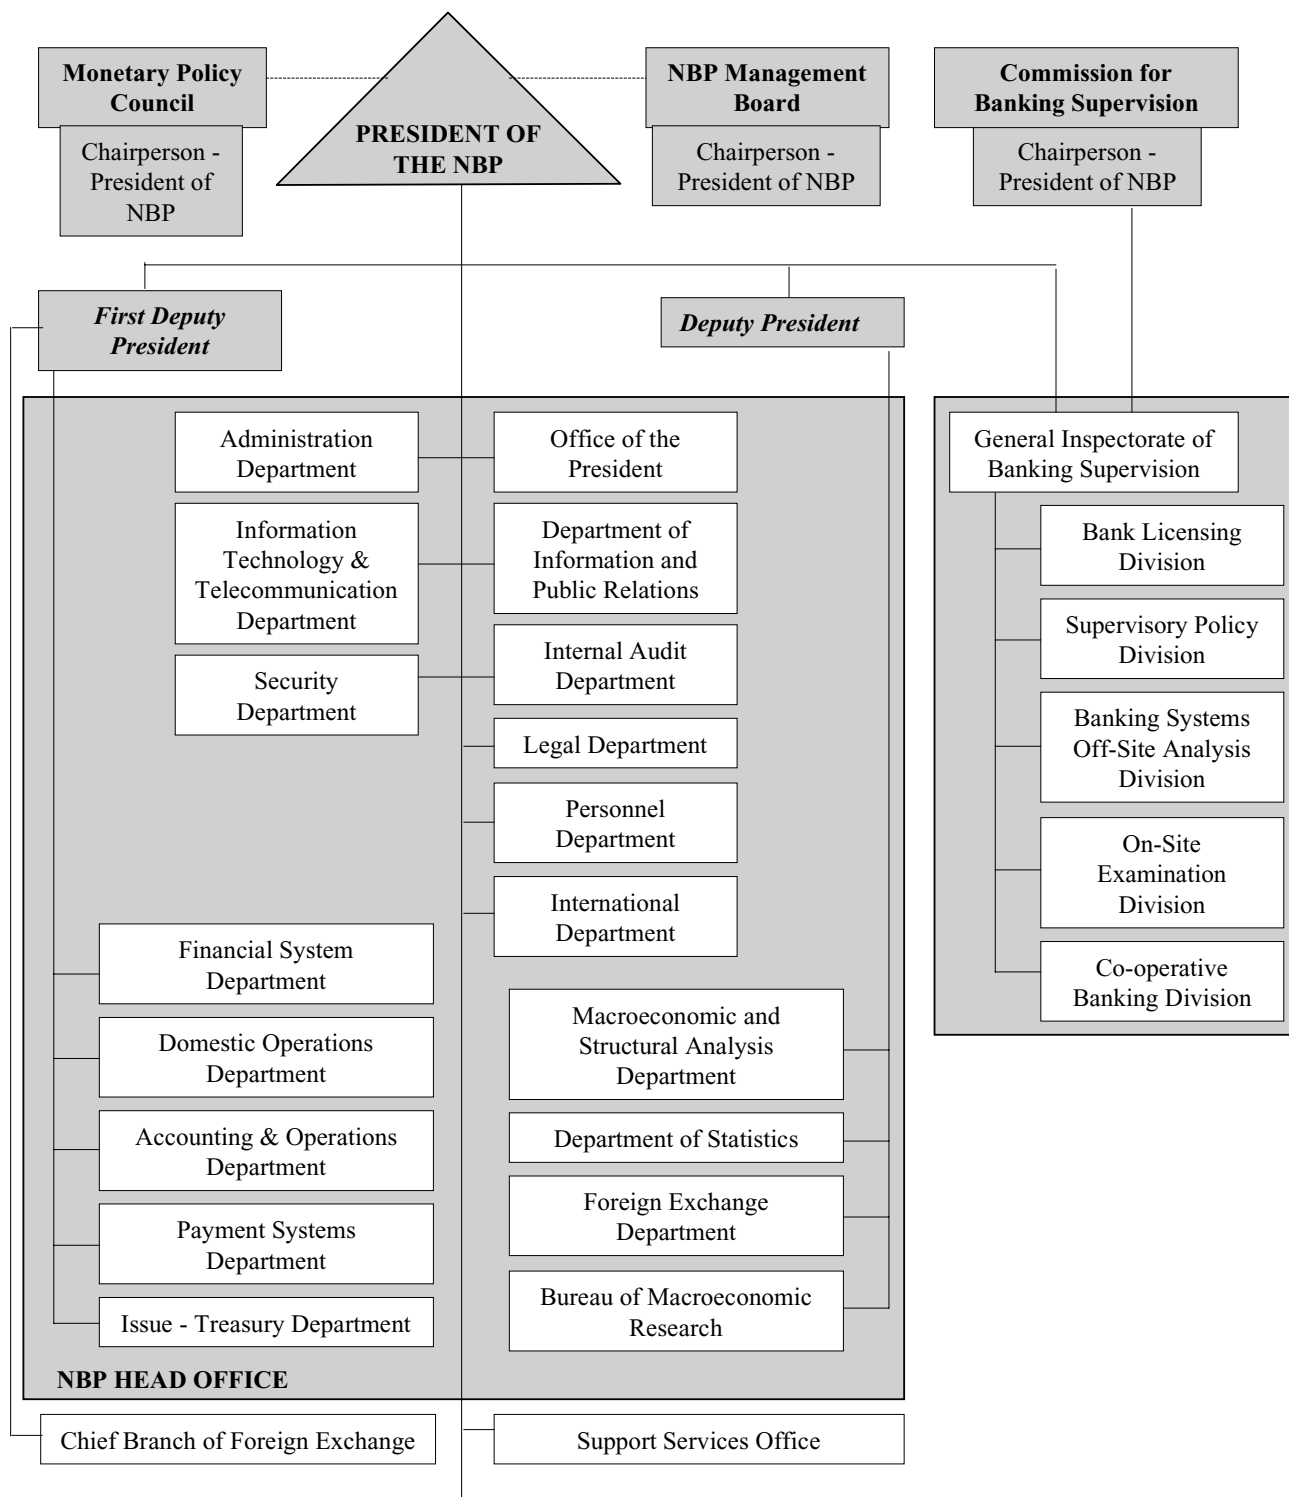 Monetary Policy
Council
Chairperson -
President of
NBP
PRESIDENT OF
THE NBP
NBP Management
Board
Chairperson -
President of NBP
Commission for
Banking Supervision
Chairperson -
President of NBP
First Deputy
President
Deputy President
Administration
Department
Office of the
President
Information
Technology &
Telecommunication
Department
Department of
Information and
Public Relations
Security
Department
Internal Audit
Department
Legal Department
Personnel
Department
International
Department
Financial System
Department
Domestic Operations
Department
Accounting & Operations
Department
Payment Systems
Department
Issue - Treasury Department
Macroeconomic and
Structural Analysis
Department
Department of Statistics
Foreign Exchange
Department
Bureau of Macroeconomic
Research
NBP HEAD OFFICE
Chief Branch of Foreign Exchange
Support Services Office
General Inspectorate of
Banking Supervision
Bank Licensing
Division
Supervisory Policy
Division
Banking Systems
Off-Site Analysis
Division
On-Site
Examination
Division
Co-operative
Banking Division